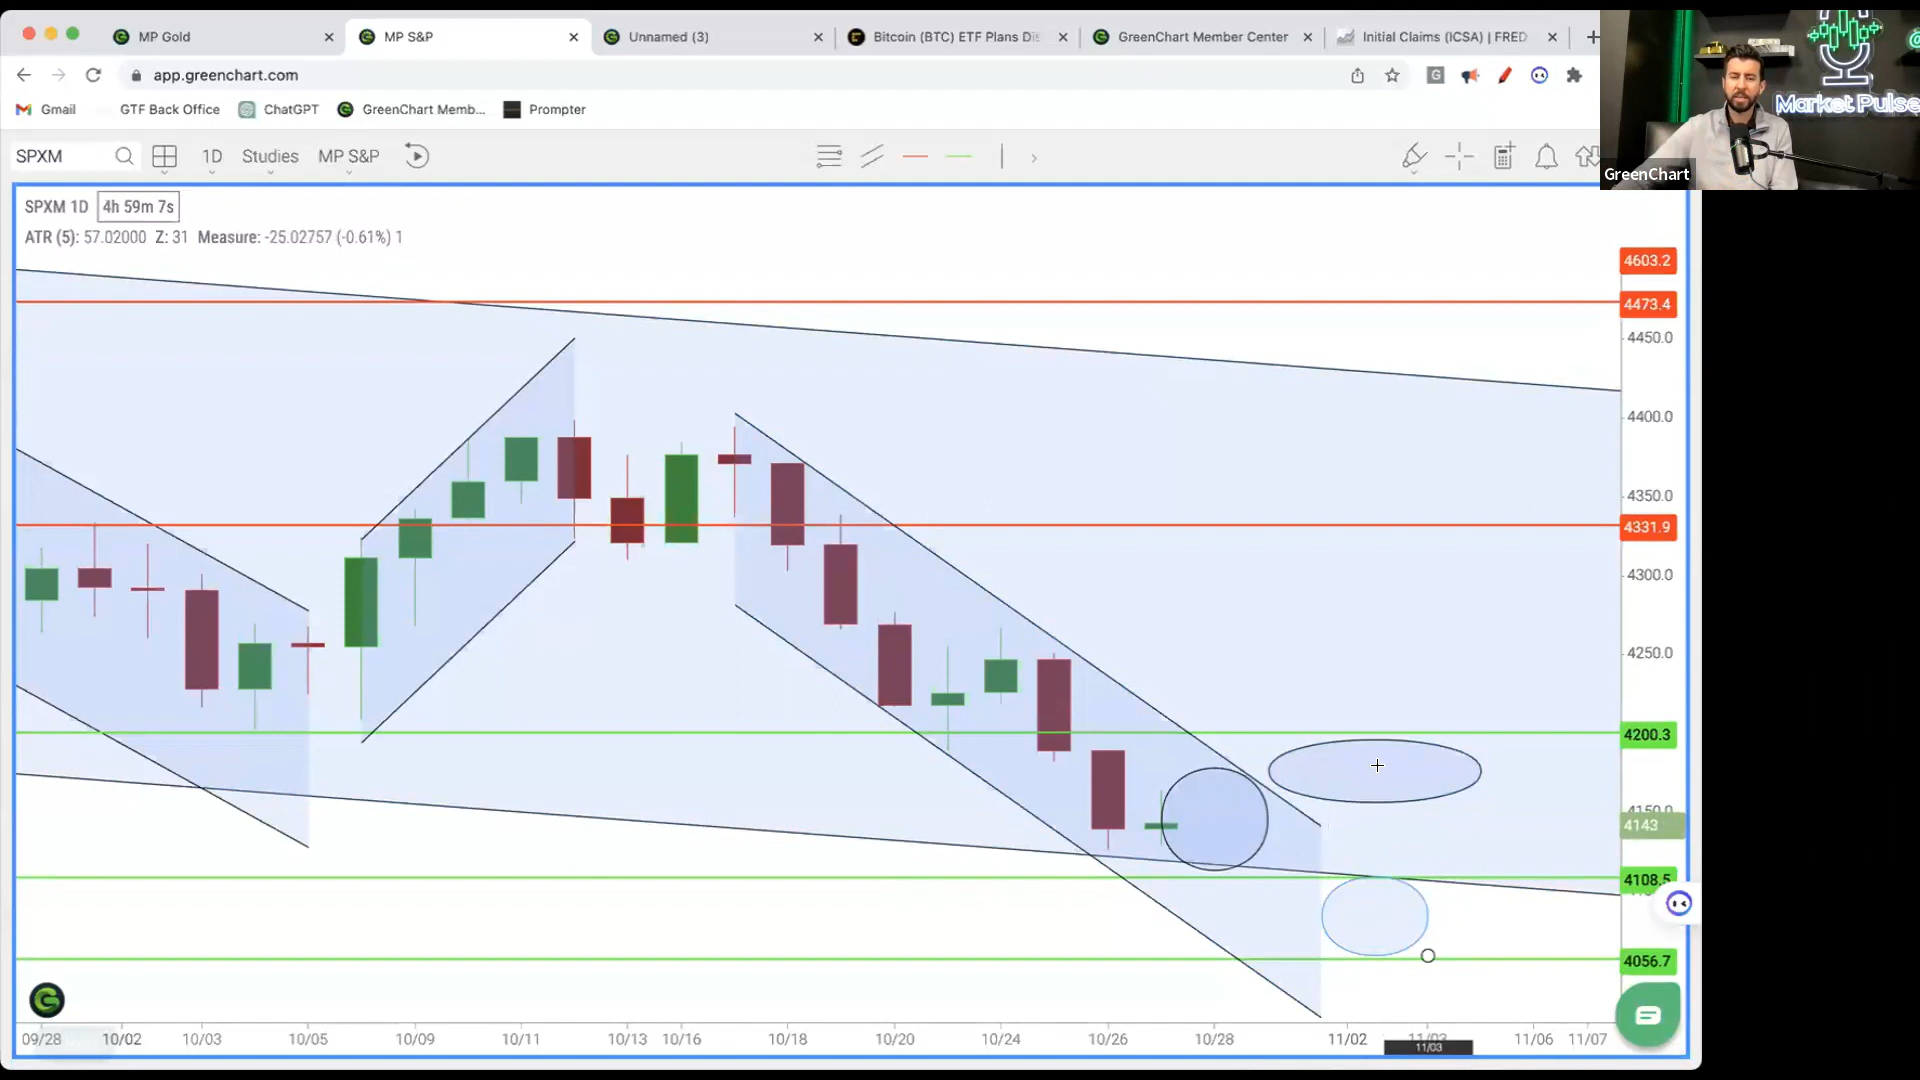 MP Gold
MP S&P
Unnamed (3)
Bitcoin (BTC) ETF Plans Di
GreenChart Member Center
Initial Claims (ICSA) | FRED
app.greenchart.com
Gmail
GTF Back Office
ChatGPT
GreenChart Memb...
Prompter
Market Pulse
GreenChart
SPXM
1D
Studies
MP S&P
SPXM 1D
4h 59m 7s
ATR (5): 57.02000 Z: 31 Measure: -25.02757 (-0.61%) 1
4603.2
4473.4
4450.0
4400.0
4350.0
4331.9
4300.0
4250.0
4200.3
4150.0
4143
4108.5
4056.7
09/28 10/02 10/03 10/05 10/09 10/11 10/13 10/16 10/18 10/20 10/24 10/26 10/28 11/02 11/03 11/06 11/07
11/03